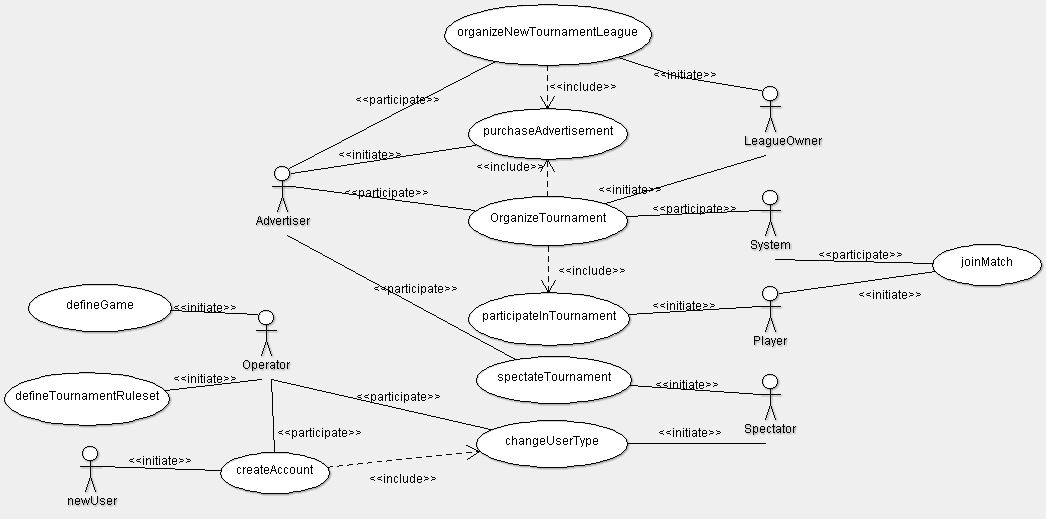 organizeNewTournamentLeague
<<initiate>>
<<include>>
<<participate>>
purchaseAdvertisement
LeagueOwner
<<initiate>>
<<include>>
<<initiate>>
<<participate>>
<<participate>>
Advertiser
OrganizeTournament
System
<<participate>>
joinMatch
<<include>>
<<participate>>
<<initiate>>
defineGame
<<initiate>>
<<initiate>>
participateInTournament
Player
Operator
<<initiate>>
spectateTournament
<<initiate>>
defineTournamentRuleset
<<participate>>
Spectator
<<participate>>
changeUserType
<<initiate>>
<<initiate>>
createAccount
<<include>>
newUser